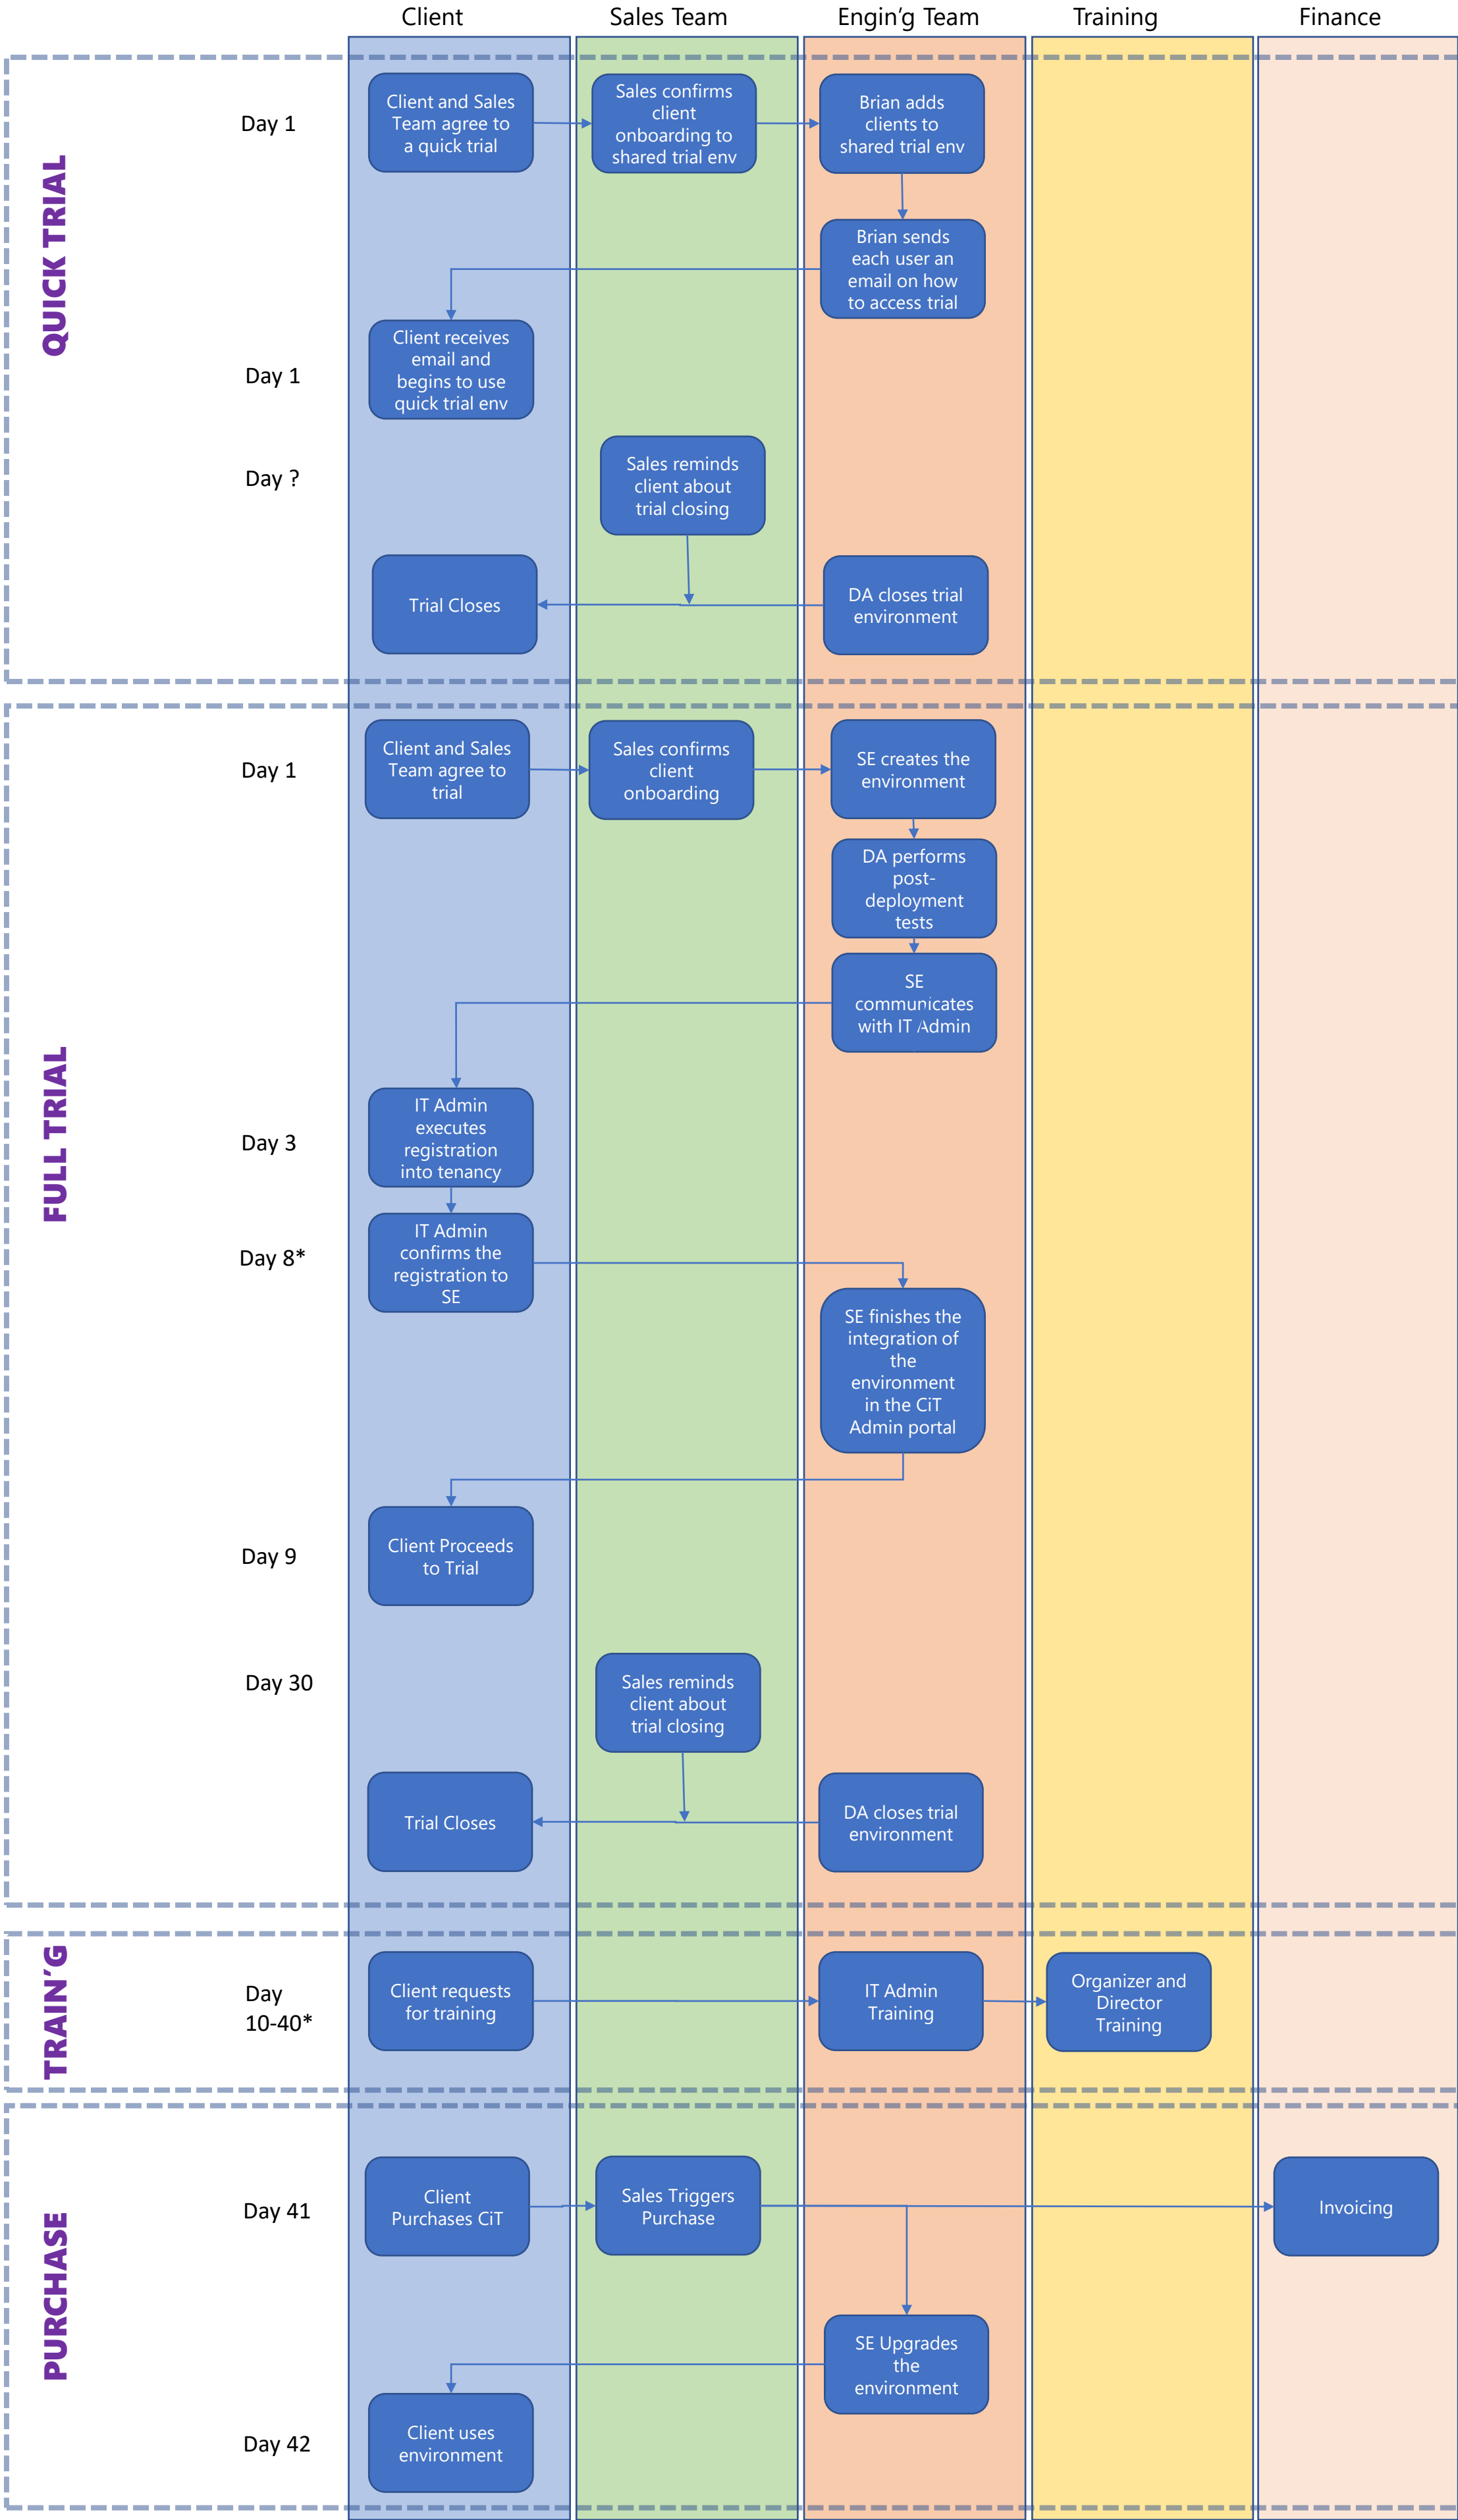 Client
Sales Team
Engin’g Team
Training
Finance
QUICK TRIAL
Day 1
Client and Sales
Team agree to
a quick trial
Sales confirms
client
onboarding to
shared trial env
Brian adds
clients to
shared trial env
Brian sends
each user an
email on how
to access trial
Day 1
Client receives
email and
begins to use
quick trial env
Day ?
Sales reminds
client about
trial closing
Trial Closes
DA closes trial
environment
FULL TRIAL
Day 1
Client and Sales
Team agree to
trial
Sales confirms
client
onboarding
SE creates the
environment
DA performs
post-
deployment
tests
SE
communicates
with IT Admin
Day 3
IT Admin
executes
registration
into tenancy
Day 8*
IT Admin
confirms the
registration to
SE
SE finishes the
integration of
the
environment
in the CiT
Admin portal
Day 9
Client Proceeds
to Trial
Day 30
Sales reminds
client about
trial closing
Trial Closes
DA closes trial
environment
TRAIN’G
Day
10-40*
Client requests
for training
IT Admin
Training
Organizer and
Director
Training
PURCHASE
Day 41
Client
Purchases CiT
Sales Triggers
Purchase
Invoicing
SE Upgrades
the
environment
Day 42
Client uses
environment